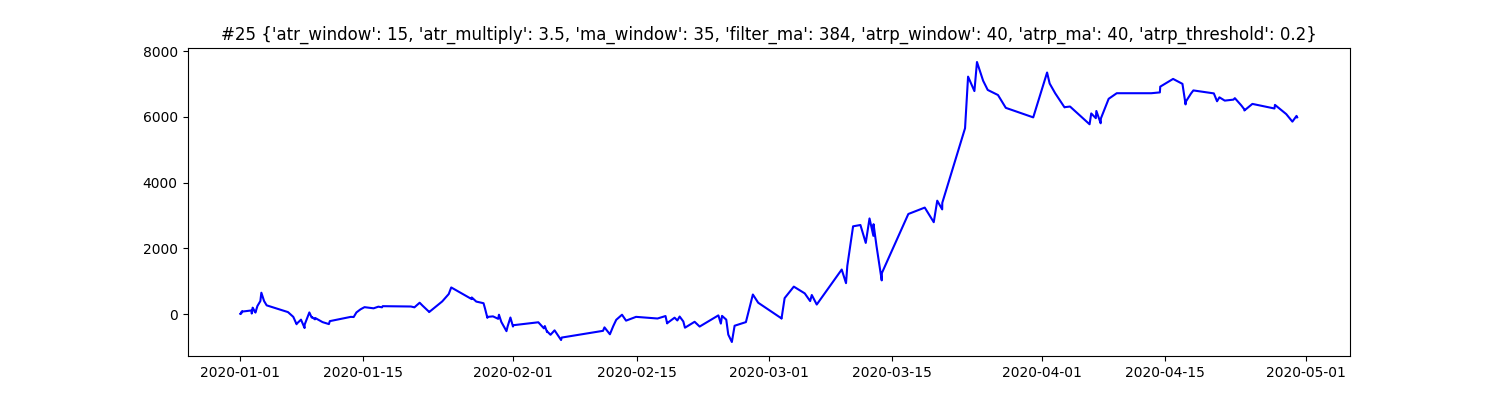 #25 {'atr_window': 15, 'atr_multiply': 3.5, 'ma_window': 35, 'filter_ma': 384, 'atrp_window': 40, 'atrp_ma': 40, 'atrp_threshold': 0.2}
8000
6000
4000
2000
0
2020-01-01 2020-01-15 2020-02-01 2020-02-15 2020-03-01 2020-03-15 2020-04-01 2020-04-15 2020-05-01